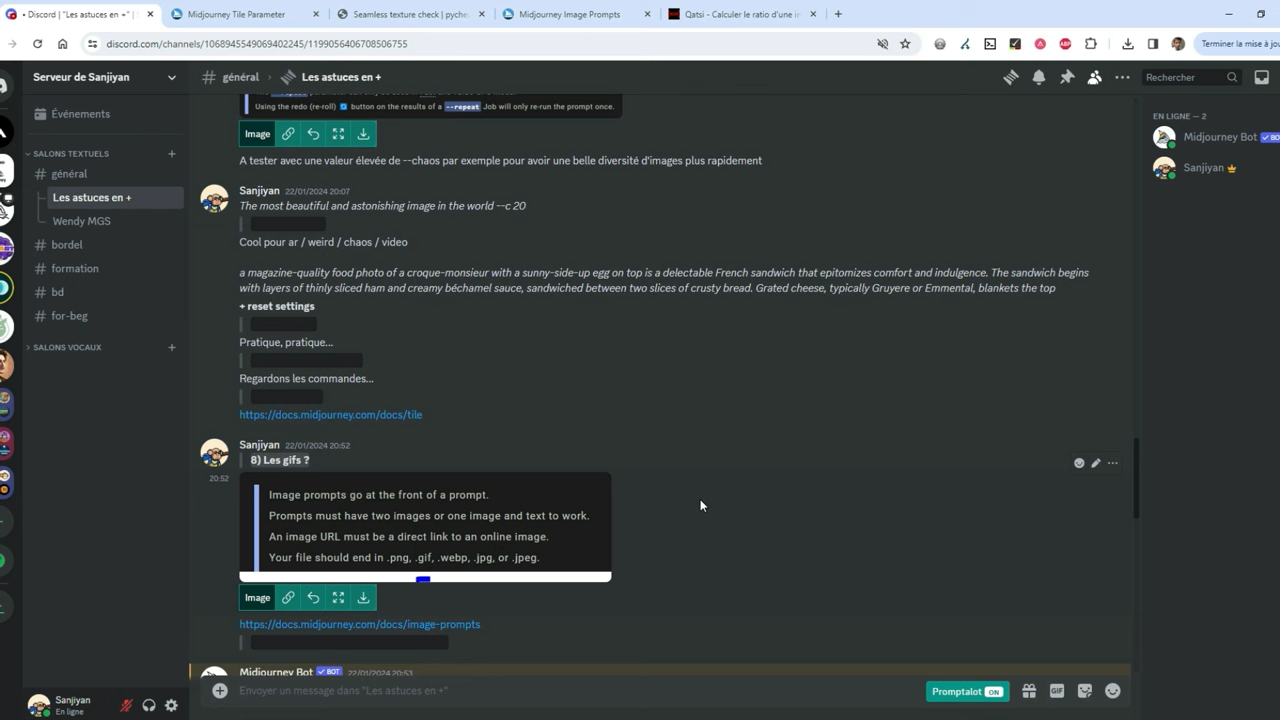 • Discord | "Les astuces en +" | S
Midjourney Tile Parameter
Seamless texture check | pyche
Midjourney Image Prompts
Qatsi - Calculer le ratio d'une in
discord.com/channels/1068945549069402245/1199056406708506755
Terminer la mise à jou
Serveur de Sanjiyan
# général
Les astuces en +
Rechercher
Using the redo (re-roll) button on the results of a --repeat Job will only re-run the prompt once.
Événements
Image
EN LIGNE — 2
Midjourney Bot
SALONS TEXTUELS
A tester avec une valeur élevée de --chaos par exemple pour avoir une belle diversité d'images plus rapidement
Sanjiyan
# général
Sanjiyan 22/01/2024 20:07
Les astuces en +
The most beautiful and astonishing image in the world --c 20
Wendy MGS
Cool pour ar / weird / chaos / video
# bordel
# formation
a magazine-quality food photo of a croque-monsieur with a sunny-side-up egg on top is a delectable French sandwich that epitomizes comfort and indulgence. The sandwich begins
with layers of thinly sliced ham and creamy béchamel sauce, sandwiched between two slices of crusty bread. Grated cheese, typically Gruyere or Emmental, blankets the top
# bd
+ reset settings
# for-beg
Pratique, pratique...
SALONS VOCAUX
Regardons les commandes...
https://docs.midjourney.com/docs/tile
Sanjiyan 22/01/2024 20:52
8) Les gifs ?
20:52
Image prompts go at the front of a prompt.
Prompts must have two images or one image and text to work.
An image URL must be a direct link to an online image.
Your file should end in .png, .gif, .webp, .jpg, or .jpeg.
Image
https://docs.midjourney.com/docs/image-prompts
Midjourney Bot BOT 22/01/2024 20:53
Sanjiyan
En ligne
Envoyer un message dans "Les astuces en +"
Promptalot ON
GIF